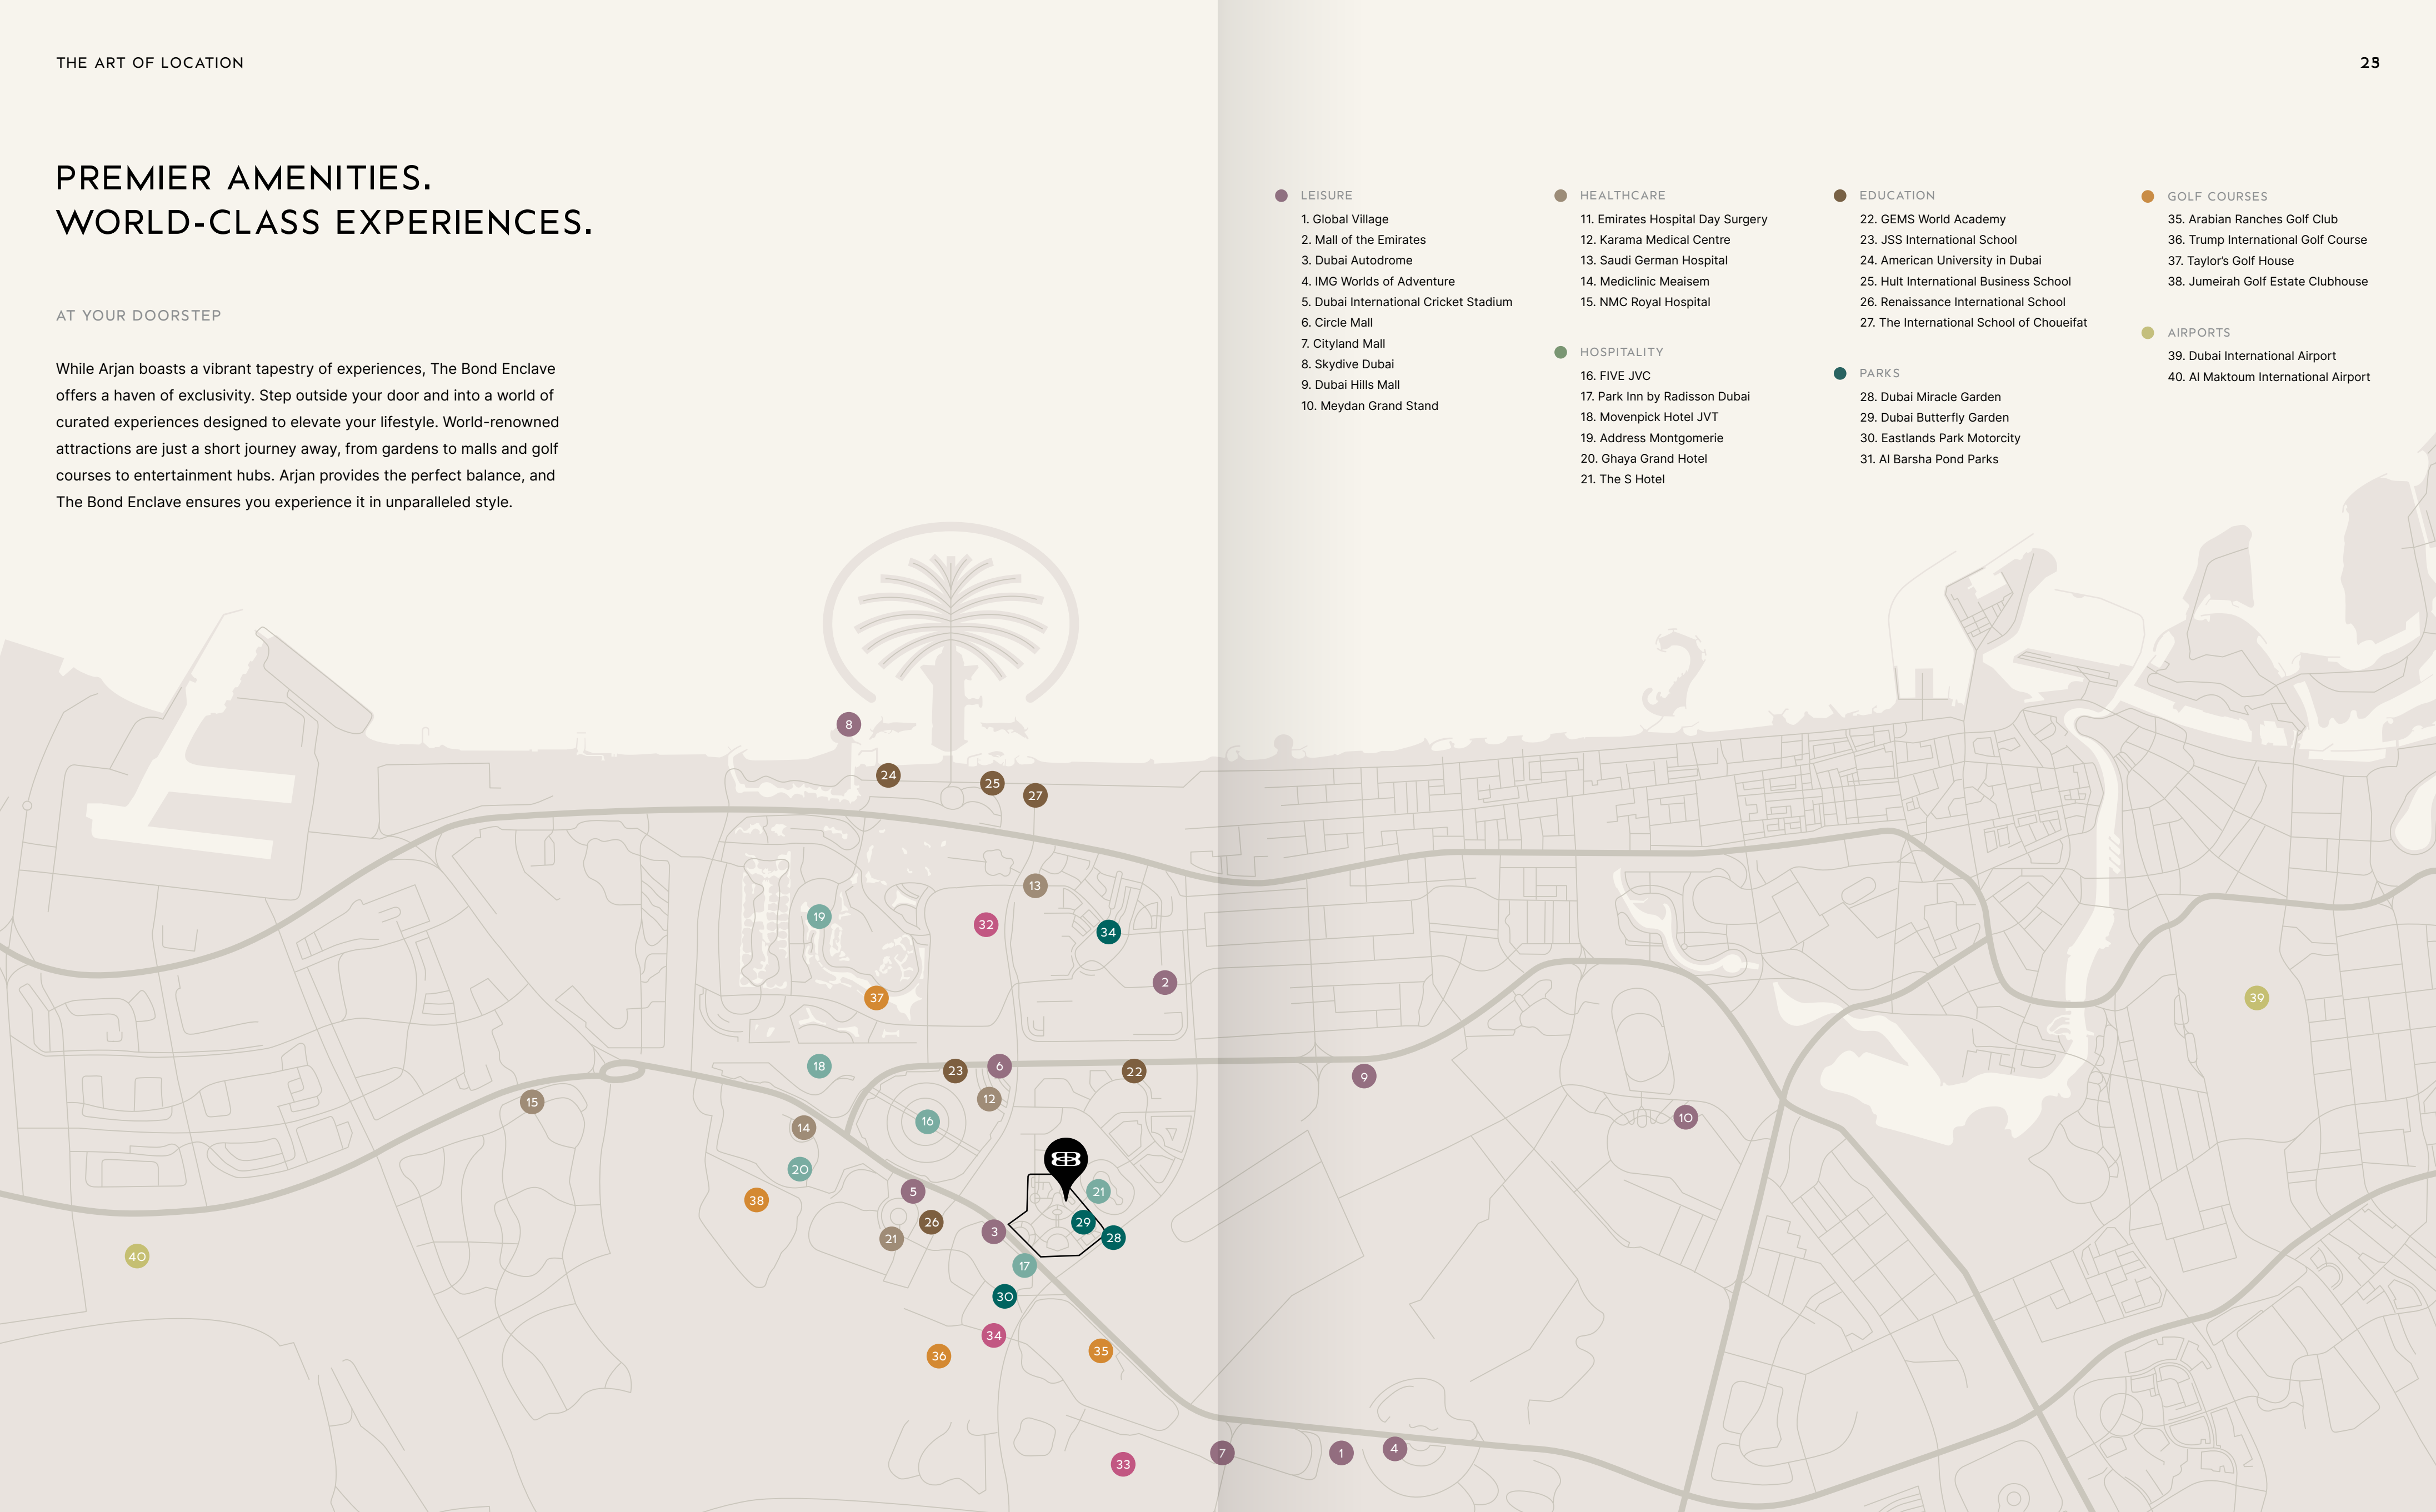 THE ART OF LOCATION
PREMIER AMENITIES.
WORLD-CLASS EXPERIENCES.
AT YOUR DOORSTEP
While Arjan boasts a vibrant tapestry of experiences, The Bond Enclave
offers a haven of exclusivity. Step outside your door and into a world of
curated experiences designed to elevate your lifestyle. World-renowned
attractions are just a short journey away, from gardens to malls and golf
courses to entertainment hubs. Arjan provides the perfect balance, and
The Bond Enclave ensures you experience it in unparalleled style.
LEISURE
1. Global Village
2. Mall of the Emirates
3. Dubai Autodrome
4. IMG Worlds of Adventure
5. Dubai International Cricket Stadium
6. Circle Mall
7. Cityland Mall
8. Skydive Dubai
9. Dubai Hills Mall
10. Meydan Grand Stand
HEALTHCARE
11. Emirates Hospital Day Surgery
12. Karama Medical Centre
13. Saudi German Hospital
14. Mediclinic Meaisem
15. NMC Royal Hospital
HOSPITALITY
16. FIVE JVC
17. Park Inn by Radisson Dubai
18. Movenpick Hotel JVT
19. Address Montgomerie
20. Ghaya Grand Hotel
21. The S Hotel
EDUCATION
22. GEMS World Academy
23. JSS International School
24. American University in Dubai
25. Hult International Business School
26. Renaissance International School
27. The International School of Choueifat
PARKS
28. Dubai Miracle Garden
29. Dubai Butterfly Garden
30. Eastlands Park Motorcity
31. Al Barsha Pond Parks
GOLF COURSES
35. Arabian Ranches Golf Club
36. Trump International Golf Course
37. Taylor's Golf House
38. Jumeirah Golf Estate Clubhouse
AIRPORTS
39. Dubai International Airport
40. Al Maktoum International Airport
8
24
25
27
13
19
32
34
2
37
39
18
23
6
22
9
12
15
16
10
14
20
5
21
38
26
29
3
28
21
40
17
30
34
35
36
7
1
4
33